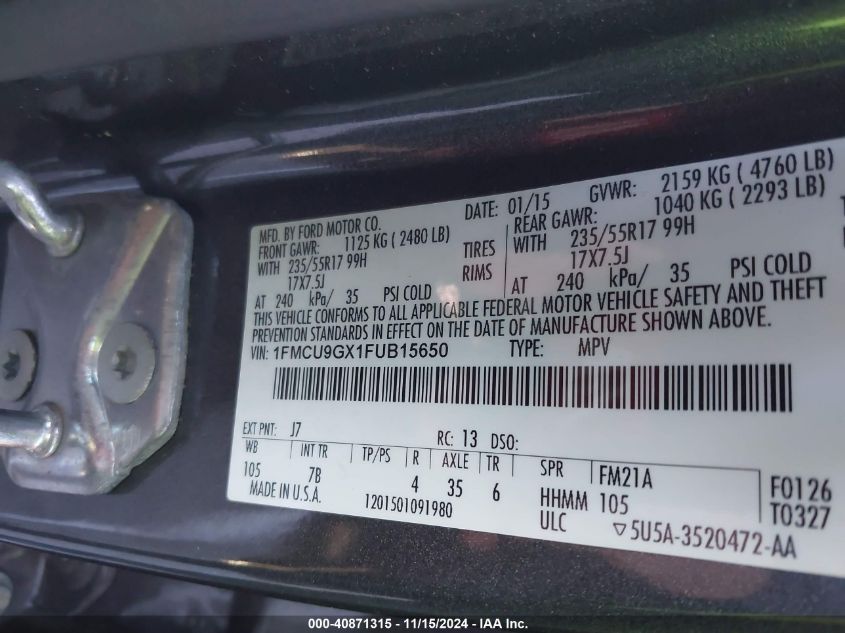 MFD. BY FORD MOTOR CO.
DATE: 01/15
GVWR: 2159 KG ( 4760 LB)
FRONT GAWR: 1125 KG ( 2480 LB)
REAR GAWR: 1040 KG ( 2293 LB)
WITH 235/55R17 99H
TIRES
WITH 235/55R17 99H
17X7.5J
RIMS
17X7.5J
AT 240 kPa/ 35 PSI COLD
AT 240 kPa/ 35 PSI COLD
THIS VEHICLE CONFORMS TO ALL APPLICABLE FEDERAL MOTOR VEHICLE SAFETY AND THEFT
PREVENTION STANDARDS IN EFFECT ON THE DATE OF MANUFACTURE SHOWN ABOVE.
VIN: 1FMCU9GX1FUB15650 TYPE: MPV
EXT PNT: J7 RC: 13 DSO:
WB INT TR TP/PS R AXLE TR SPR FM21A F0126
105 7B 4 35 6 HHMM 105 T0327
MADE IN U.S.A. 1201501091980 ULC ▽5U5A-3520472-AA
000-40871315 - 11/15/2024 - IAA Inc.